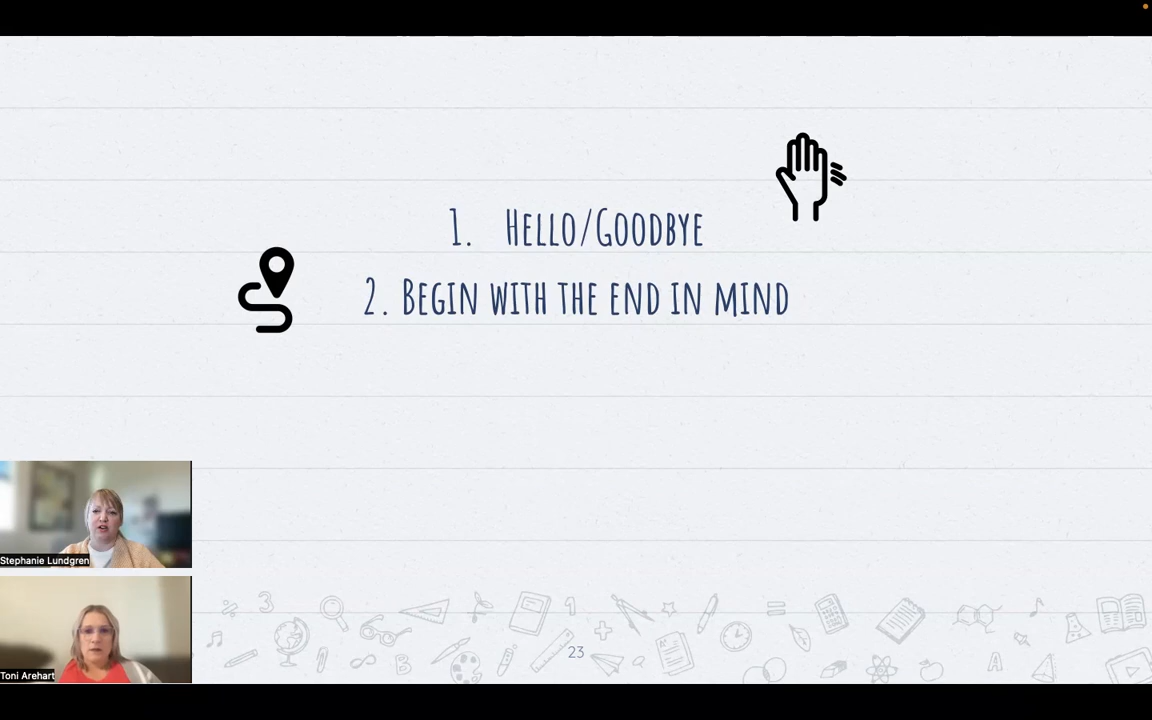 1. Hello/Goodbye
2. Begin with the end in mind
Stephanie Lundgren
Toni Arehart
23